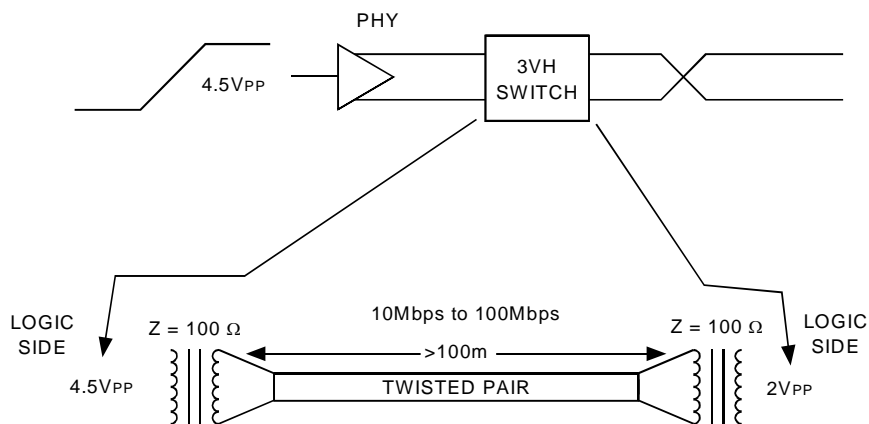 PHY
4.5VPP
3VH
SWITCH
LOGIC
SIDE
Z = 100 Ω
10Mbps to 100Mbps
Z = 100 Ω
LOGIC
SIDE
>100m
4.5VPP
TWISTED PAIR
2VPP